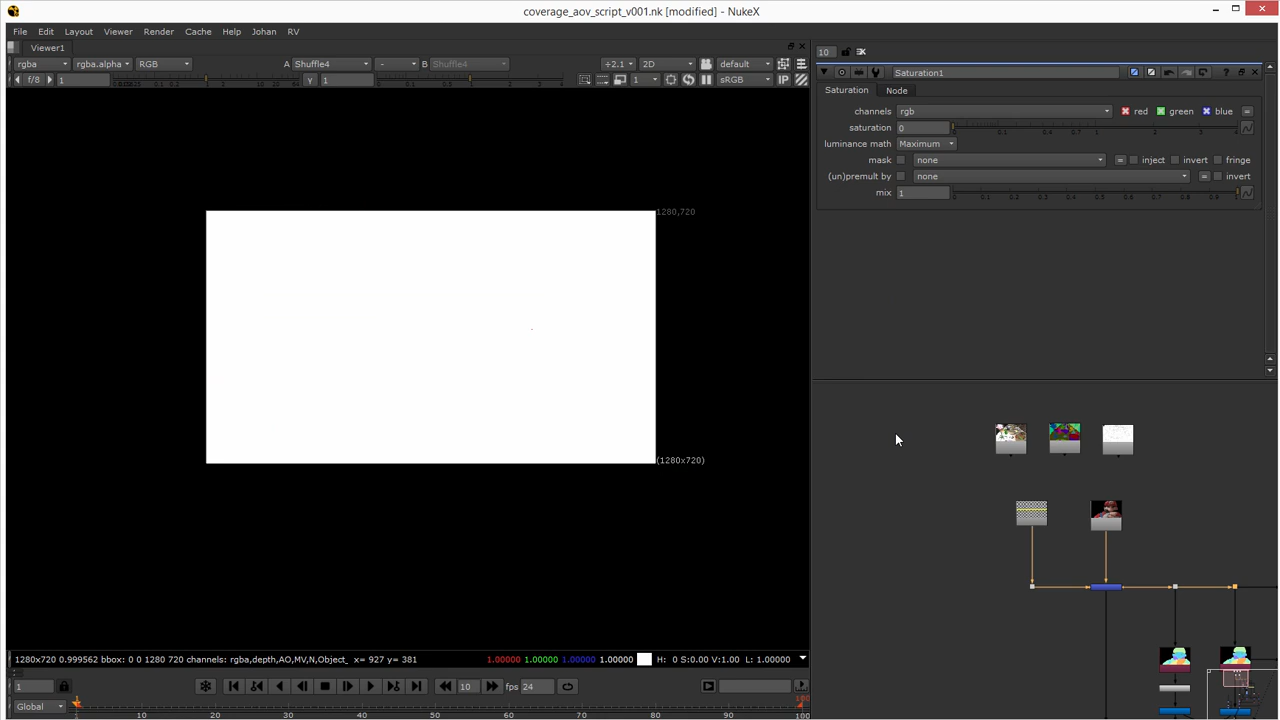 coverage_aov_script_v001.nk [modified] - NukeX
File Edit Layout Viewer Render Cache Help Johan RV
Viewer1
rgba rgba.alpha RGB A Shuffle4 - B Shuffle4 ÷2.1 2D default
f/8 1 Y 1 1 sRGB IP
1280,720
(1280x720)
1280x720 0.999562 bbox: 0 0 1280 720 channels: rgba,depth,AO,MV,N,Object_ x= 927 y= 381 1.00000 1.00000 1.00000 1.00000 H: 0 S:0.00 V:1.00 L: 1.00000
1 10 fps 24
Global 1 10 20 30 40 50 60 70 80 90 100
100
10
Saturation1
Saturation Node
channels rgb red green blue =
saturation 0
luminance math Maximum
mask none = inject invert fringe
(un)premult by none = invert
mix 1